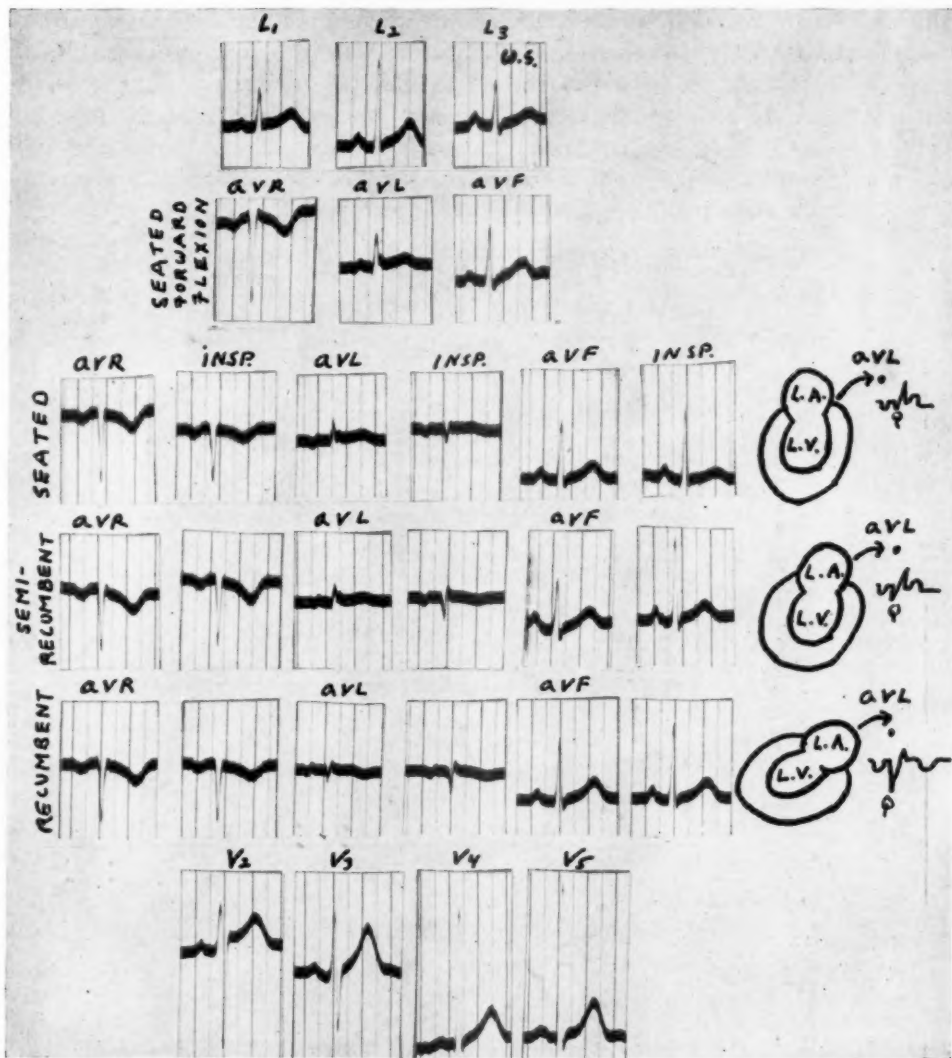 L1 L2 L3
W.S.
aVR aVL aVF
SEATED
FORWARD
FLEXION
aVR INSP. aVL INSP. aVF INSP.
SEATED
aVL
L.A.
L.V.
Q
aVR aVL aVF
SEMI-
RECUMBENT
aVL
L.A.
L.V.
Q
aVR aVL aVF
RECUMBENT
aVL
L.A.
L.V.
Q
V2 V3 V4 V5